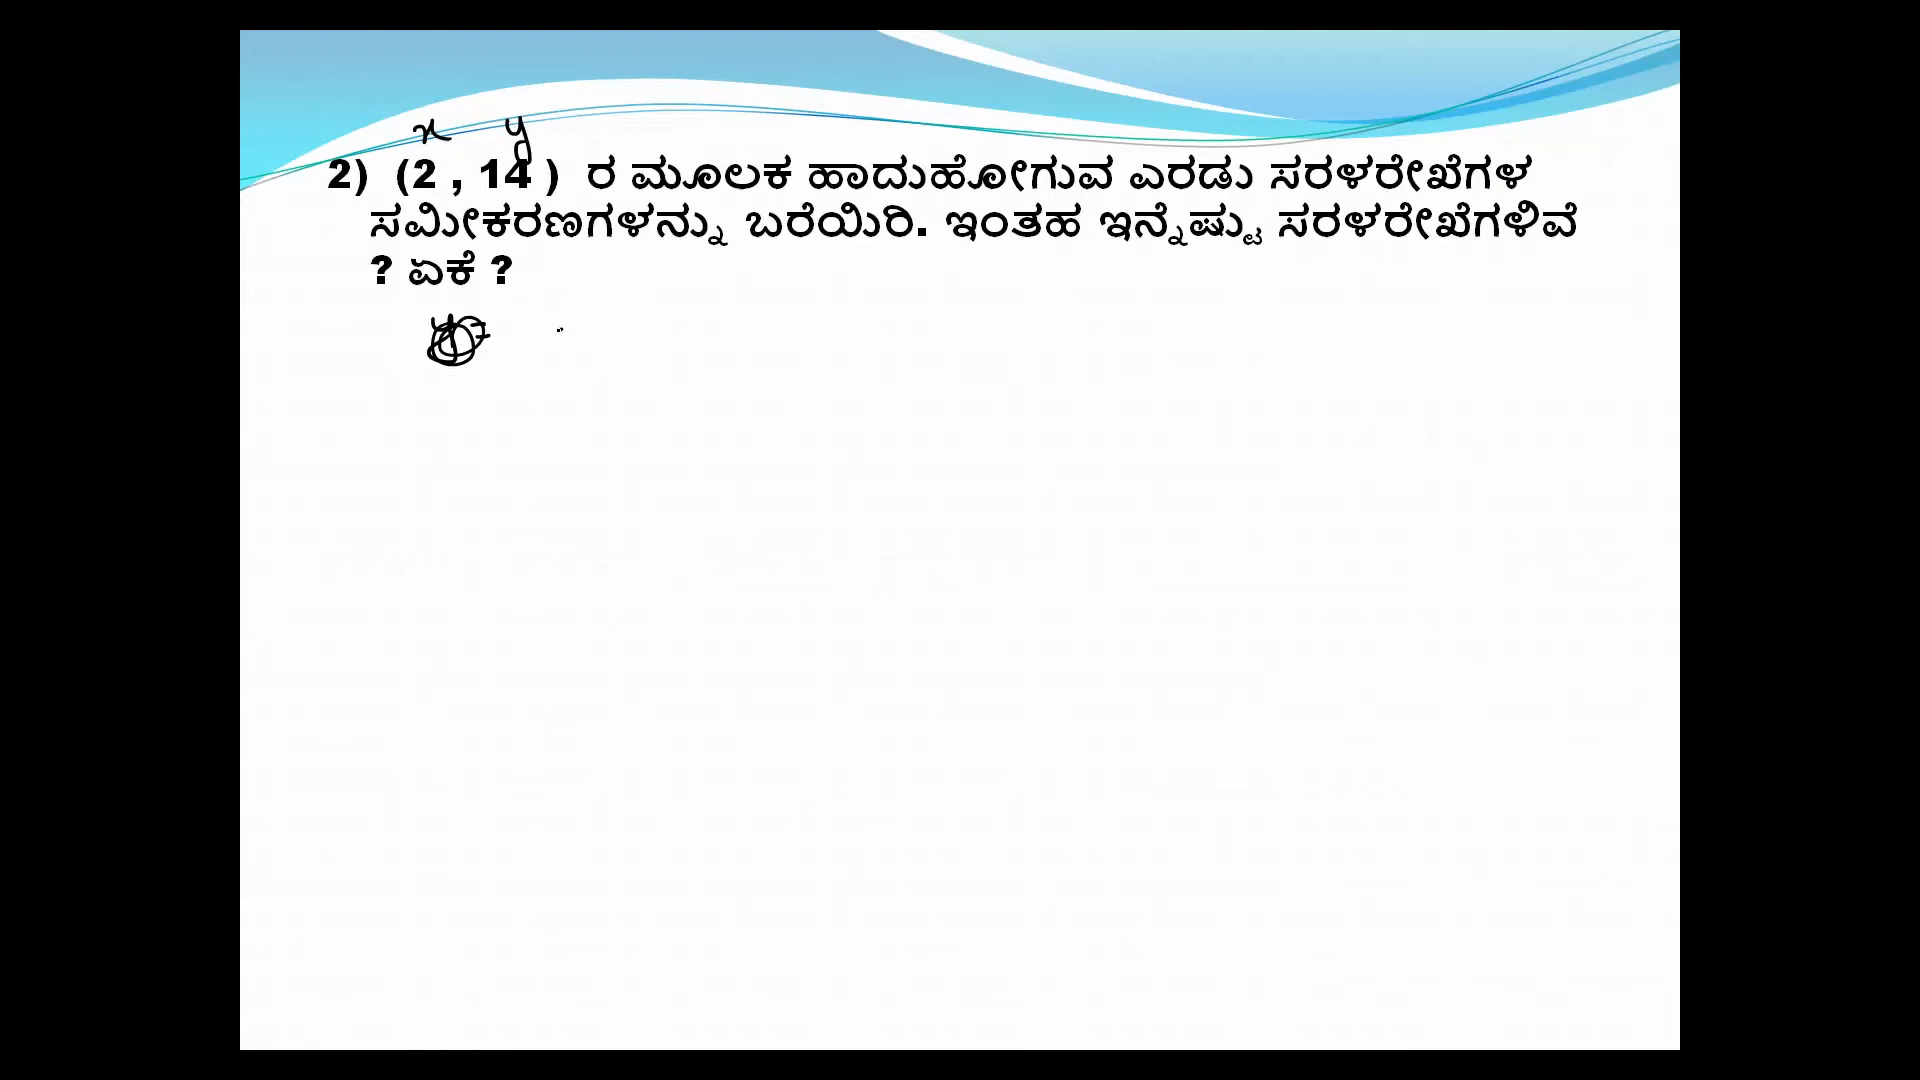 x y
2) (2 , 14 ) ರ ಮೂಲಕ ಹಾದುಹೋಗುವ ಎರಡು ಸರಳರೇಖೆಗಳ
ಸಮೀಕರಣಗಳನ್ನು ಬರೆಯಿರಿ. ಇಂತಹ ಇನ್ನೆಷ್ಟು ಸರಳರೇಖೆಗಳಿವೆ
? ಏಕೆ ?